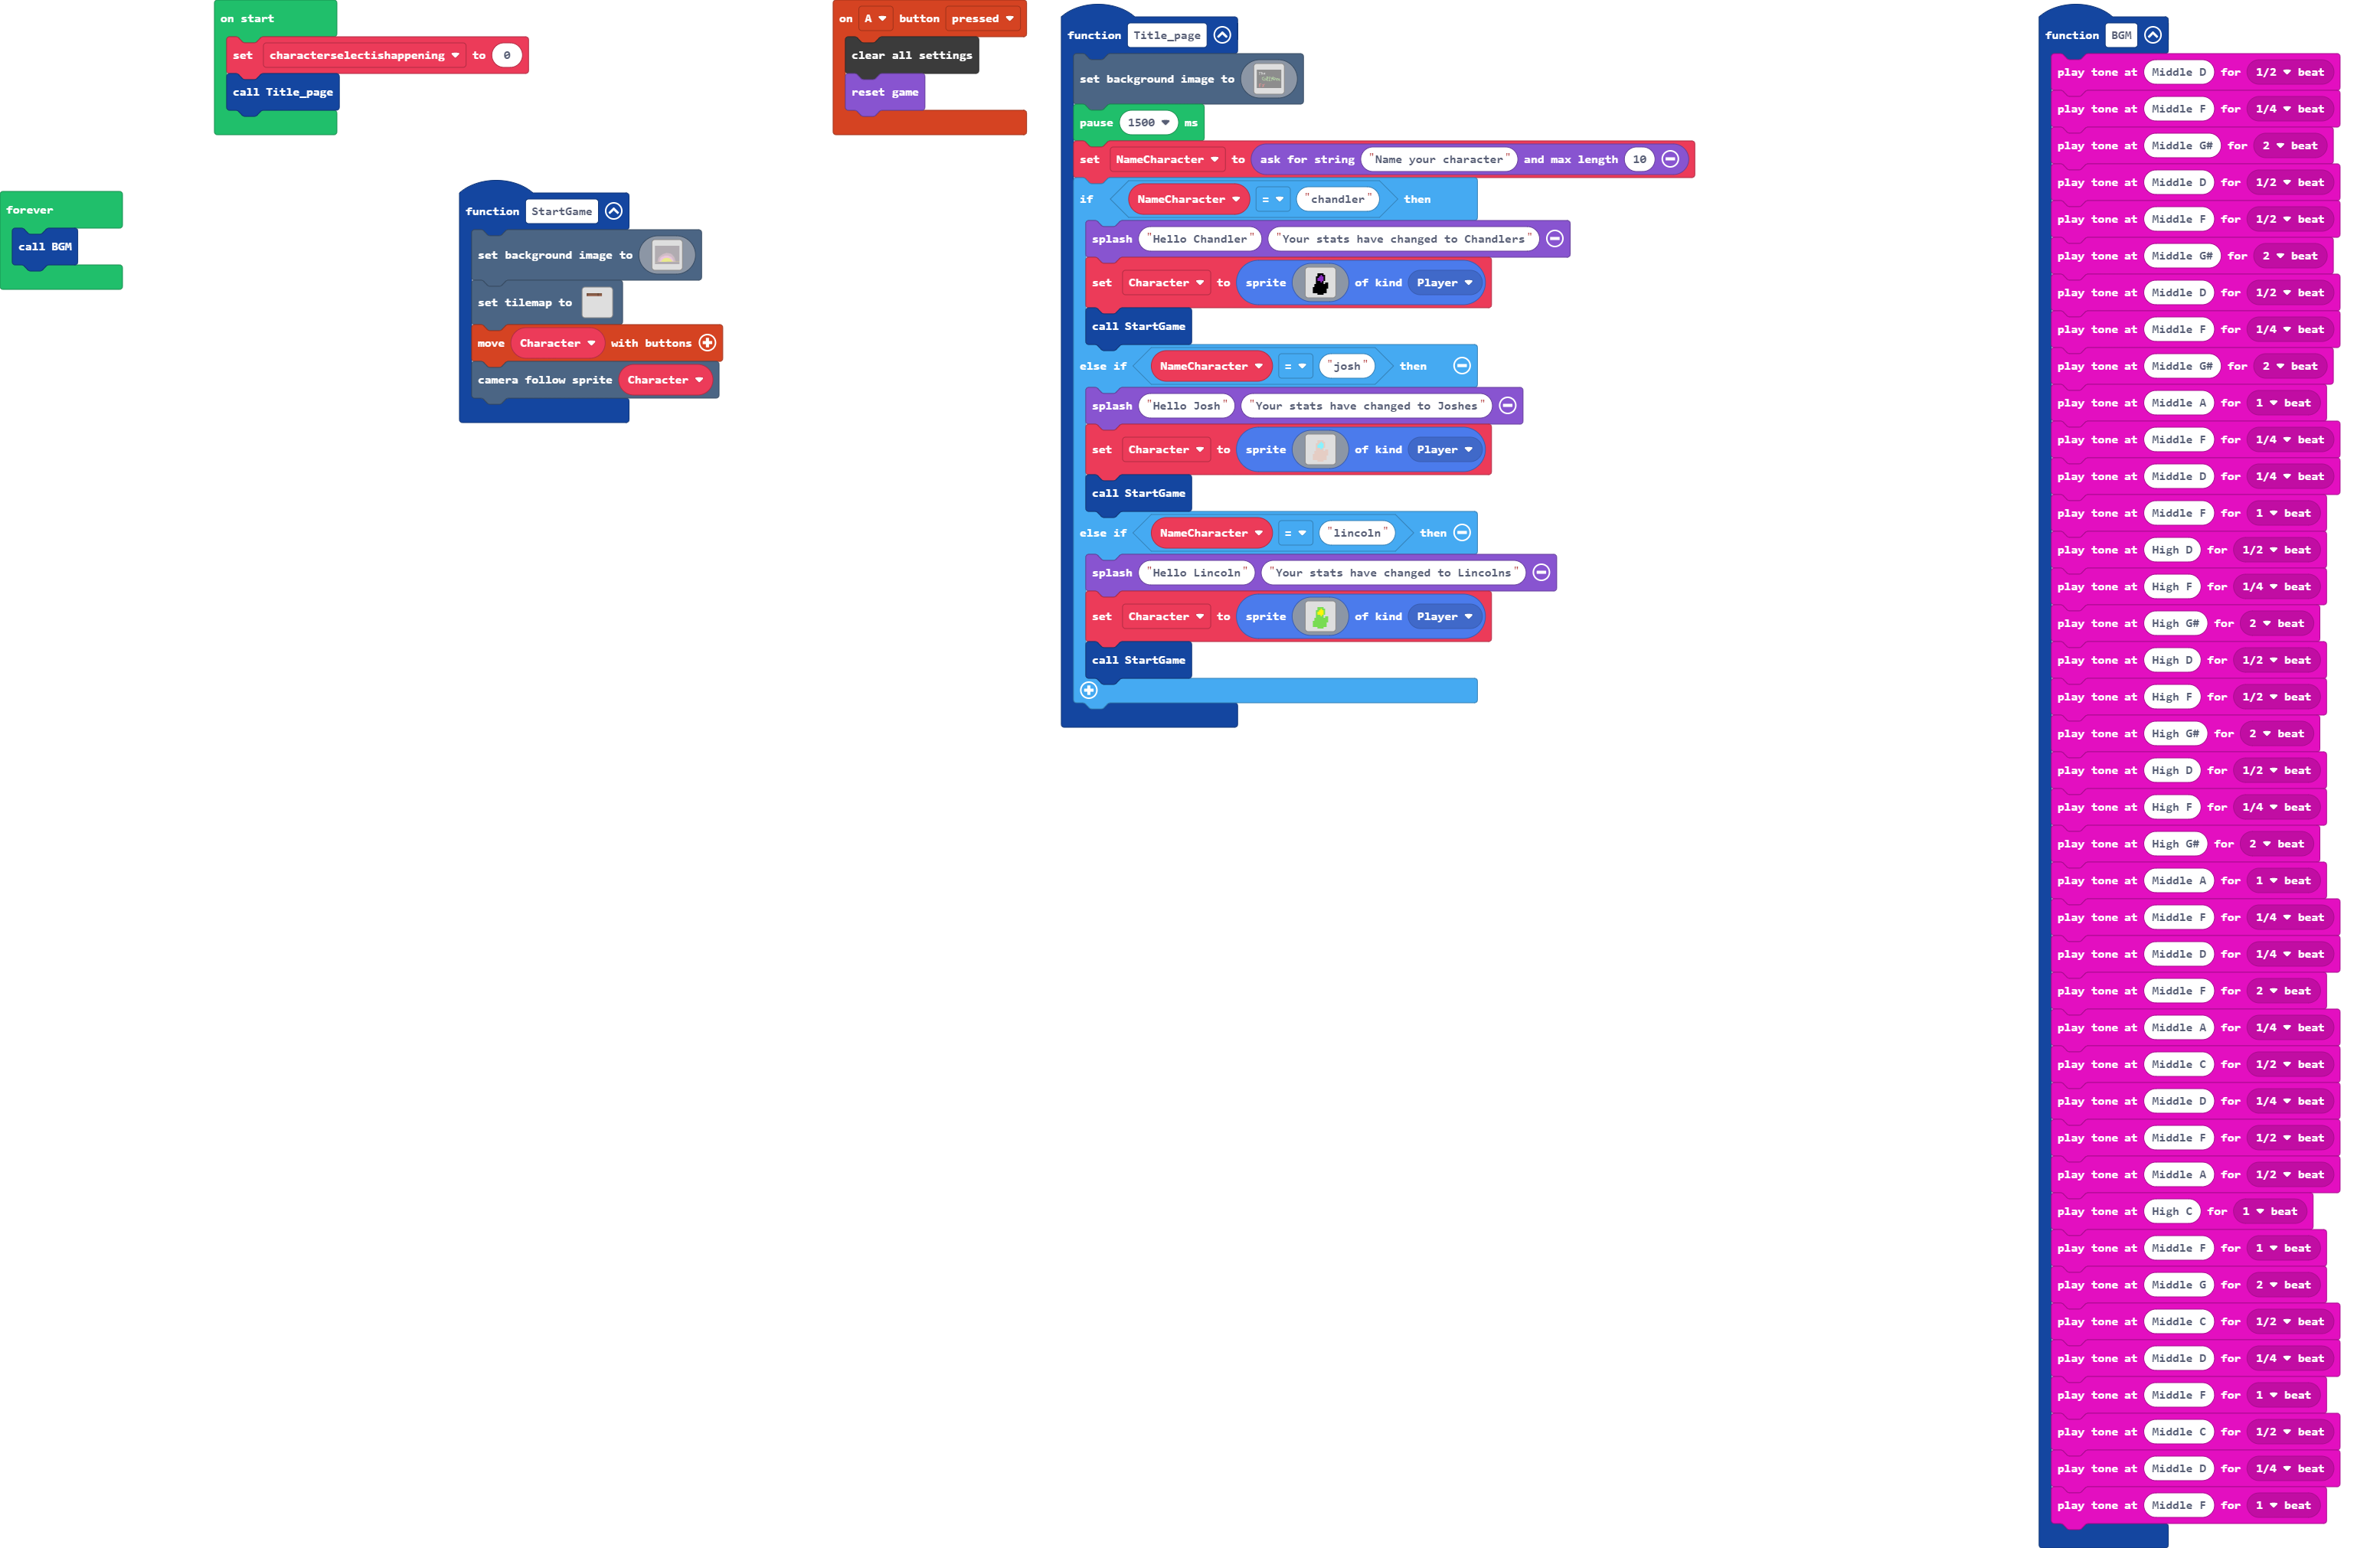 on start
set characterselectishappening to 0
call Title_page
forever
call BGM
function StartGame
set background image to
set tilemap to
move Character with buttons
camera follow sprite Character
on A button pressed
clear all settings
reset game
function Title_page
set background image to
pause 1500 ms
set NameCharacter to ask for string "Name your character" and max length 10
if NameCharacter = "chandler" then
splash "Hello Chandler" "Your stats have changed to Chandlers"
set Character to sprite of kind Player
call StartGame
else if NameCharacter = "josh" then
splash "Hello Josh" "Your stats have changed to Joshes"
set Character to sprite of kind Player
call StartGame
else if NameCharacter = "lincoln" then
splash "Hello Lincoln" "Your stats have changed to Lincolns"
set Character to sprite of kind Player
call StartGame
function BGM
play tone at Middle D for 1/2 beat
play tone at Middle F for 1/4 beat
play tone at Middle G# for 2 beat
play tone at Middle D for 1/2 beat
play tone at Middle F for 1/2 beat
play tone at Middle G# for 2 beat
play tone at Middle D for 1/2 beat
play tone at Middle F for 1/4 beat
play tone at Middle G# for 2 beat
play tone at Middle A for 1 beat
play tone at Middle F for 1/4 beat
play tone at Middle D for 1/4 beat
play tone at Middle F for 1 beat
play tone at High D for 1/2 beat
play tone at High F for 1/4 beat
play tone at High G# for 2 beat
play tone at High D for 1/2 beat
play tone at High F for 1/2 beat
play tone at High G# for 2 beat
play tone at High D for 1/2 beat
play tone at High F for 1/4 beat
play tone at High G# for 2 beat
play tone at Middle A for 1 beat
play tone at Middle F for 1/4 beat
play tone at Middle D for 1/4 beat
play tone at Middle F for 2 beat
play tone at Middle A for 1/4 beat
play tone at Middle C for 1/2 beat
play tone at Middle D for 1/4 beat
play tone at Middle F for 1/2 beat
play tone at Middle A for 1/2 beat
play tone at High C for 1 beat
play tone at Middle F for 1 beat
play tone at Middle G for 2 beat
play tone at Middle C for 1/2 beat
play tone at Middle D for 1/4 beat
play tone at Middle F for 1 beat
play tone at Middle C for 1/2 beat
play tone at Middle D for 1/4 beat
play tone at Middle F for 1 beat